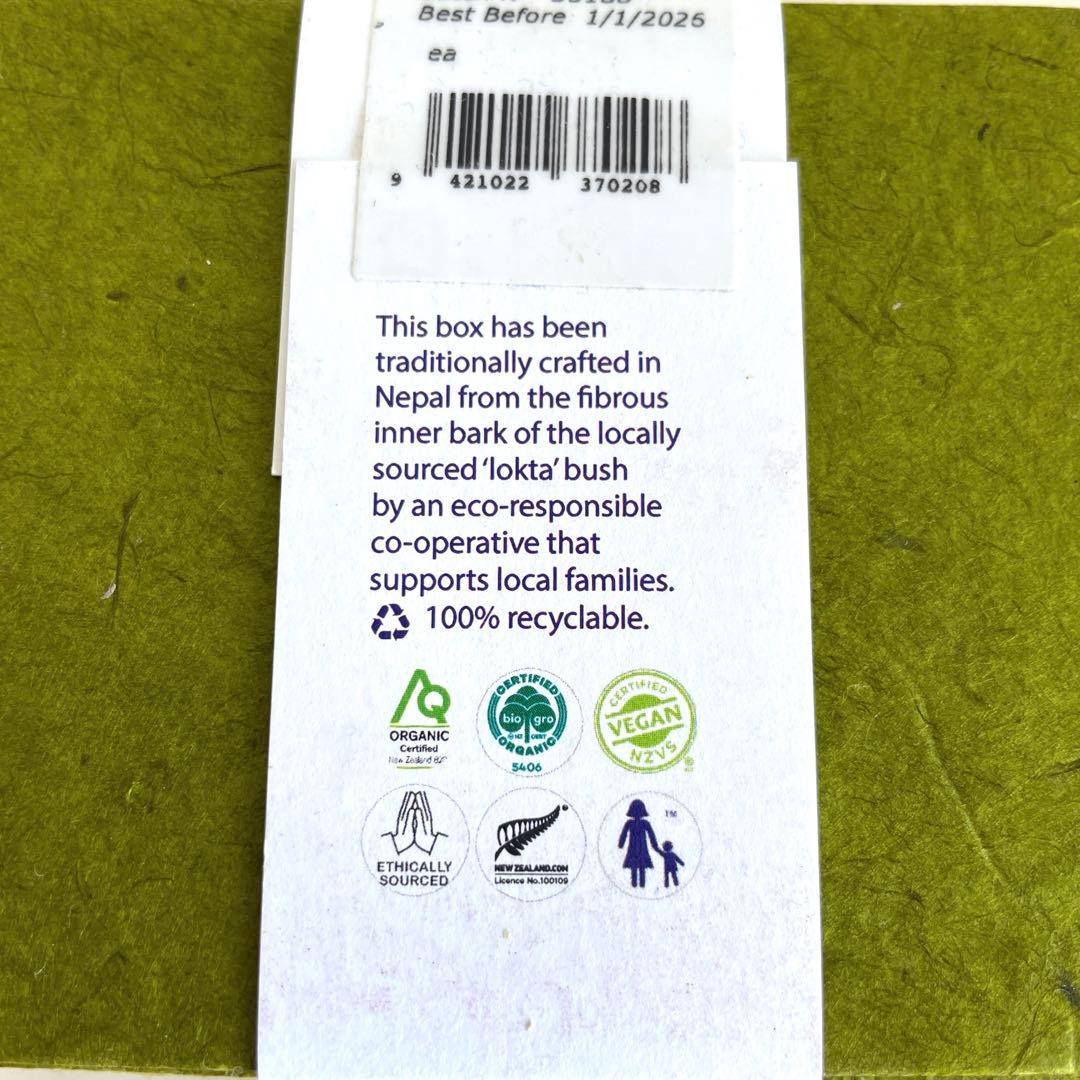 Best Before 1/1/2026
ea
9 421022 370208
This box has been
traditionally crafted in
Nepal from the fibrous
inner bark of the locally
sourced 'lokta' bush
by an eco-responsible
co-operative that
supports local families.
100% recyclable.
AQ
ORGANIC
Certified
New Zealand
CERTIFIED
bio gro
ORGANIC
5406
CERTIFIED
VEGAN
NZVS
®
ETHICALLY
SOURCED
NEWZEALAND.COM
Licence No.100109
TM